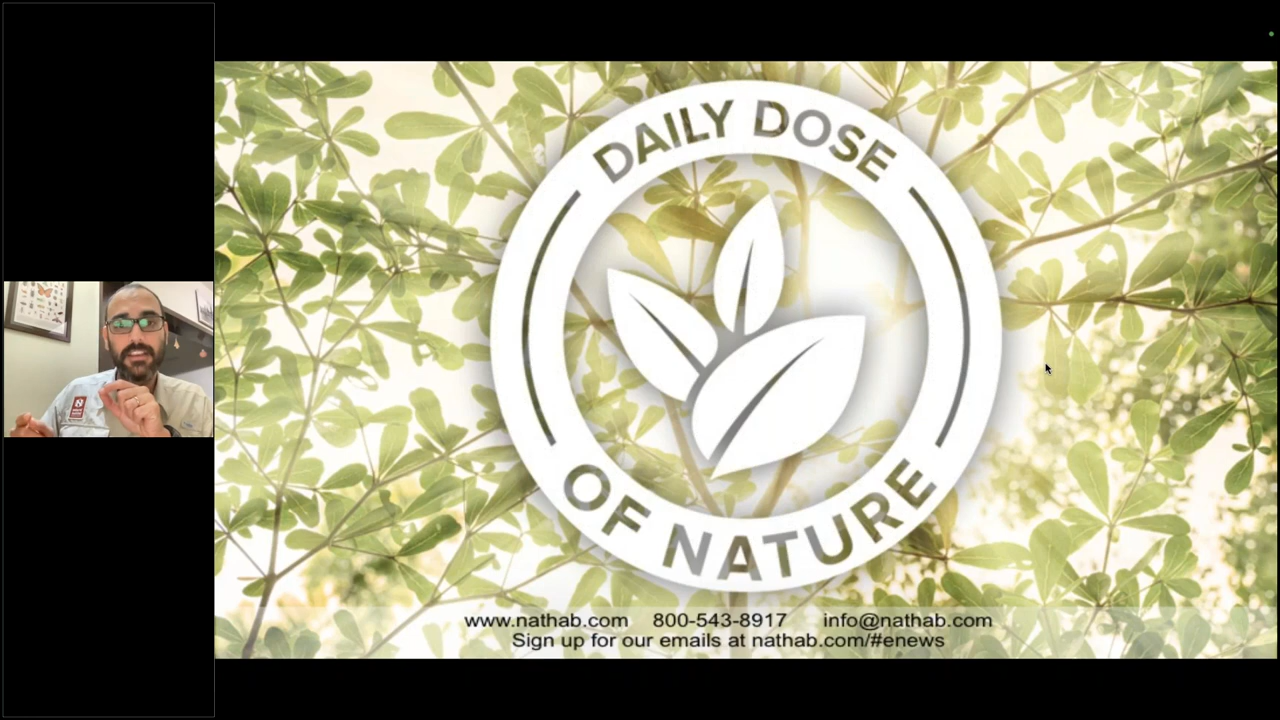 DAILY DOSE
OF NATURE
www.nathab.com 800-543-8917 info@nathab.com
Sign up for our emails at nathab.com/#enews